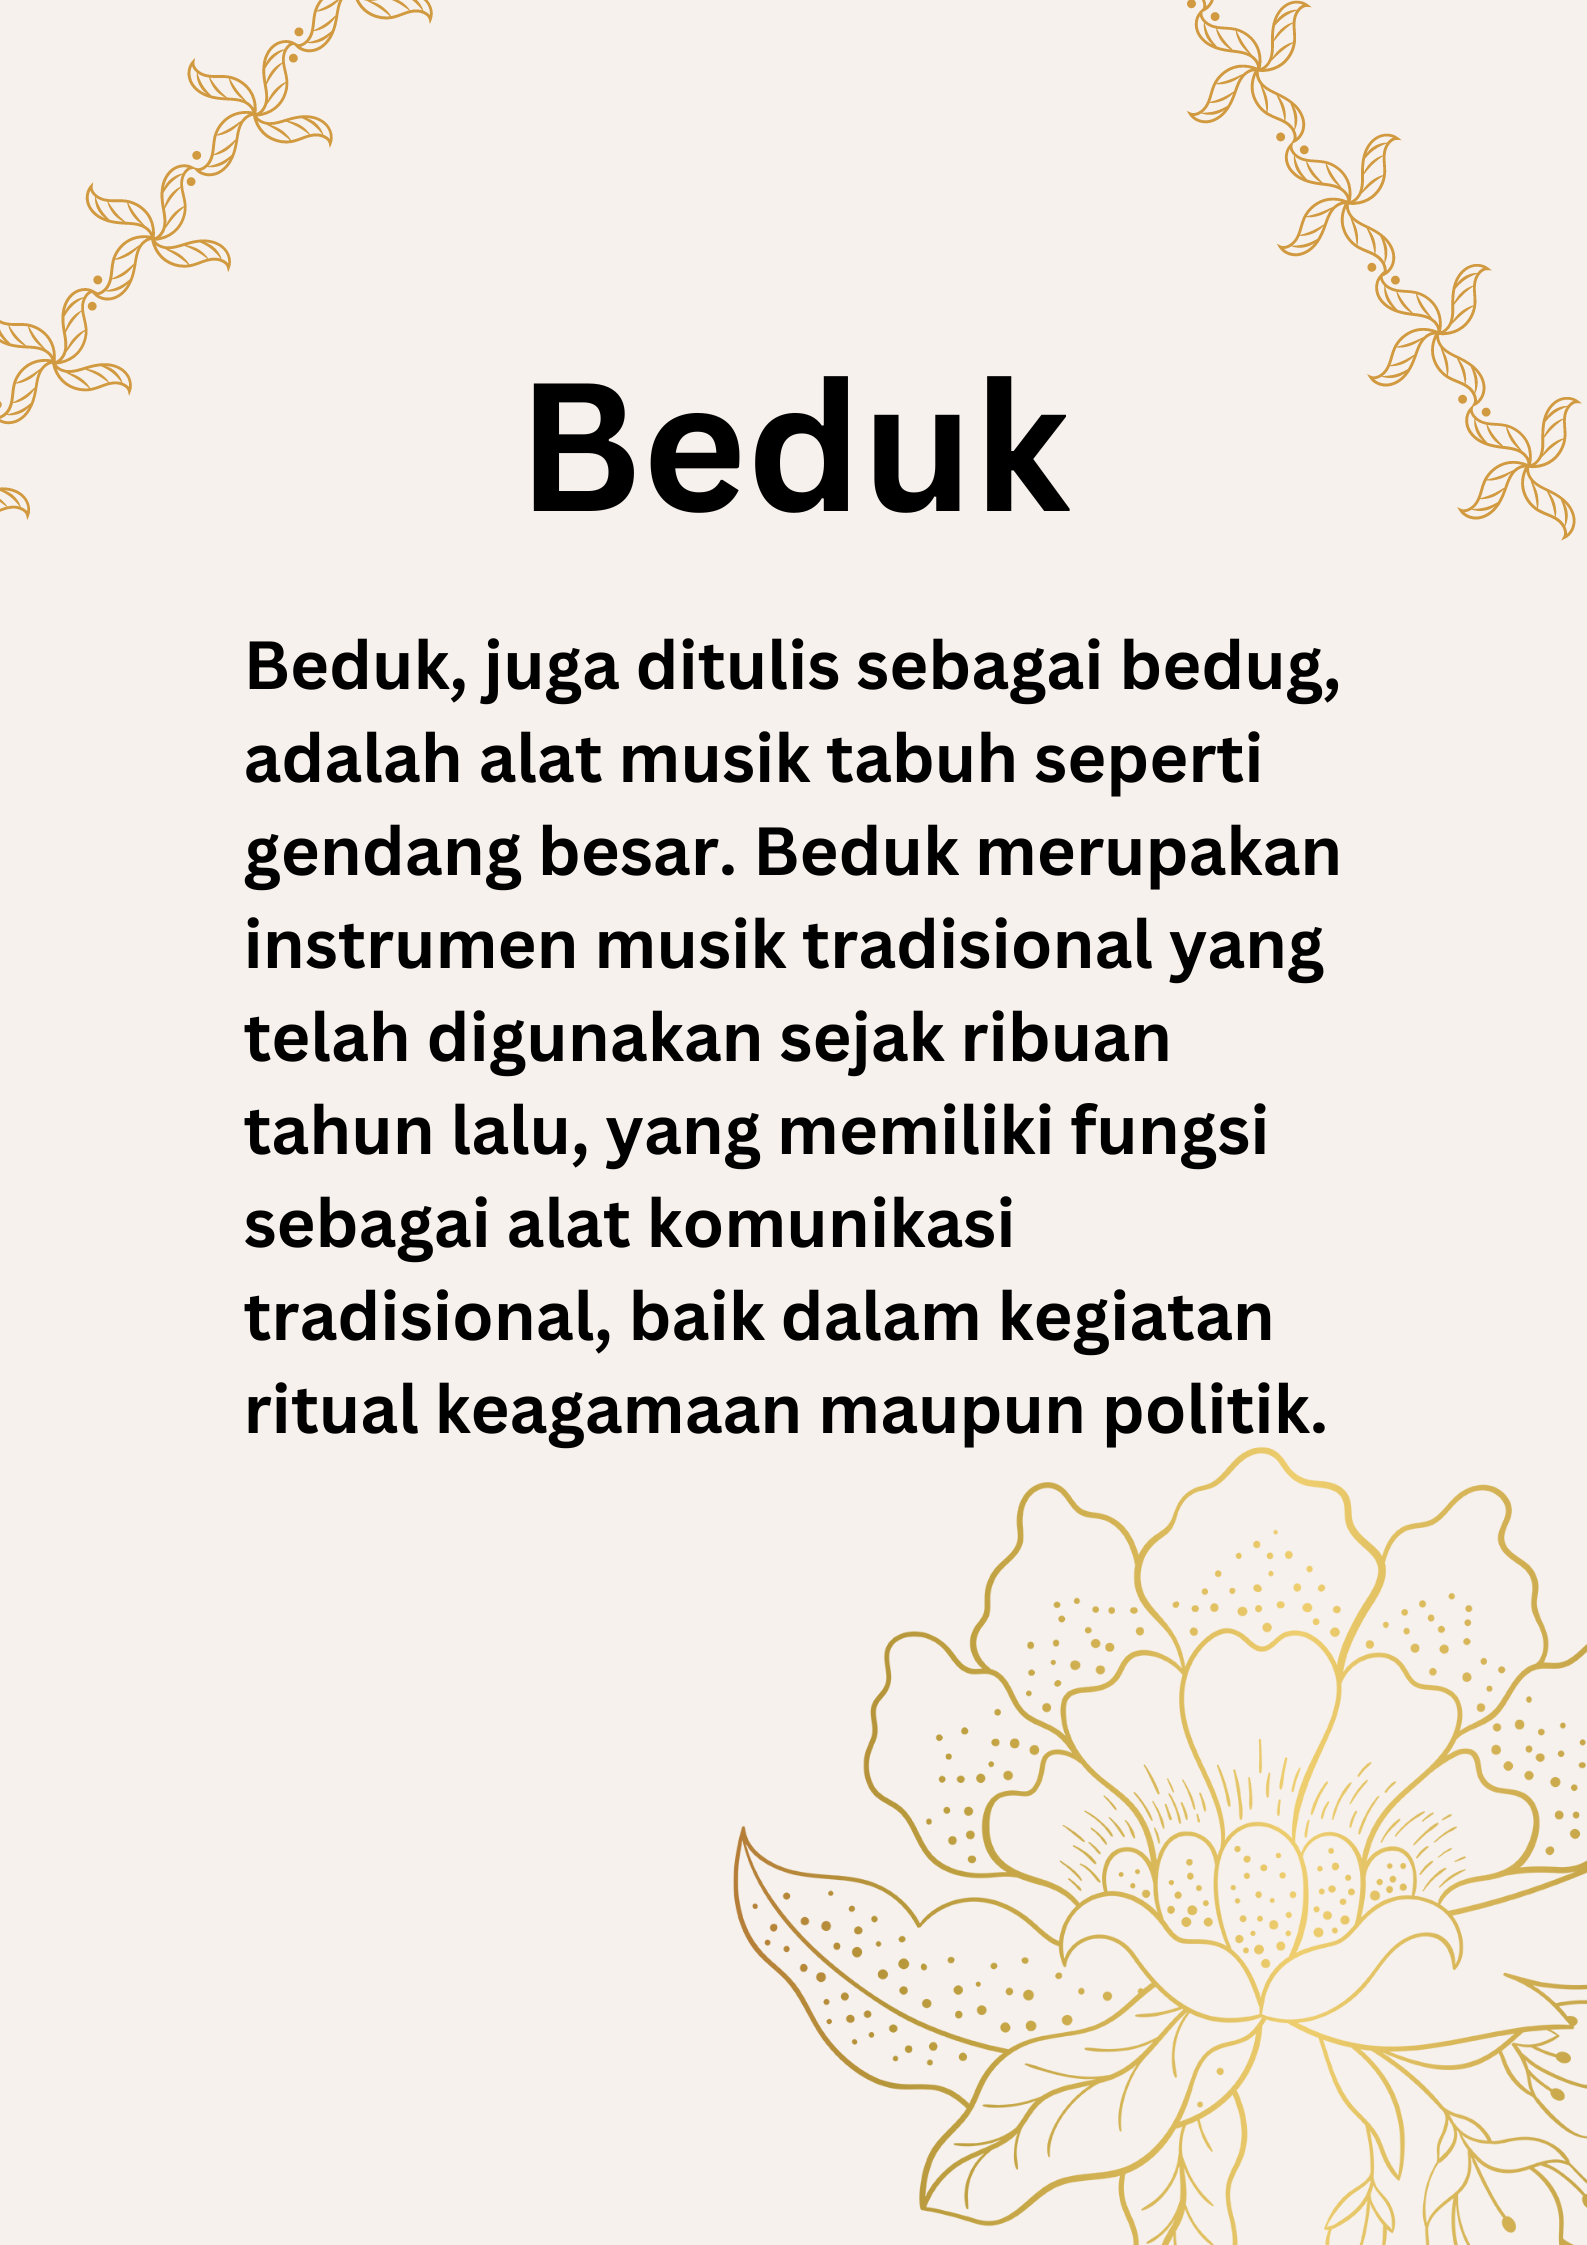 Beduk
Beduk, juga ditulis sebagai bedug,
adalah alat musik tabuh seperti
gendang besar. Beduk merupakan
instrumen musik tradisional yang
telah digunakan sejak ribuan
tahun lalu, yang memiliki fungsi
sebagai alat komunikasi
tradisional, baik dalam kegiatan
ritual keagamaan maupun politik.